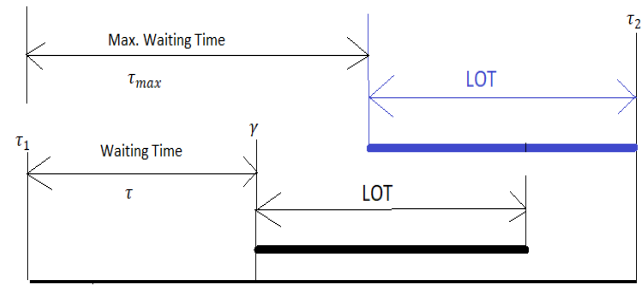 τ₂
Max. Waiting Time
τₘₐₓ
LOT
τ₁
γ
Waiting Time
τ
LOT